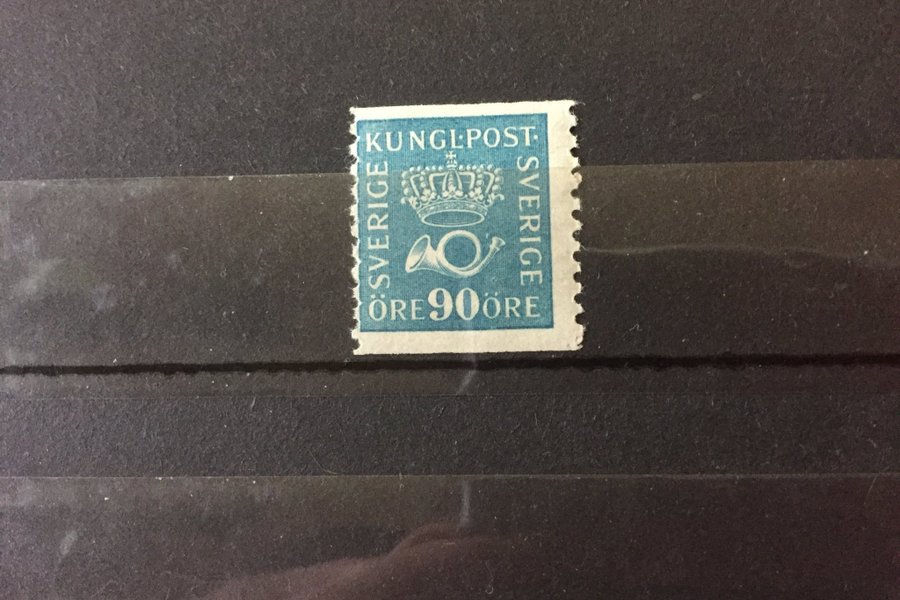 KUNGL.POST.
SVERIGE
SVERIGE
ÖRE 90 ÖRE